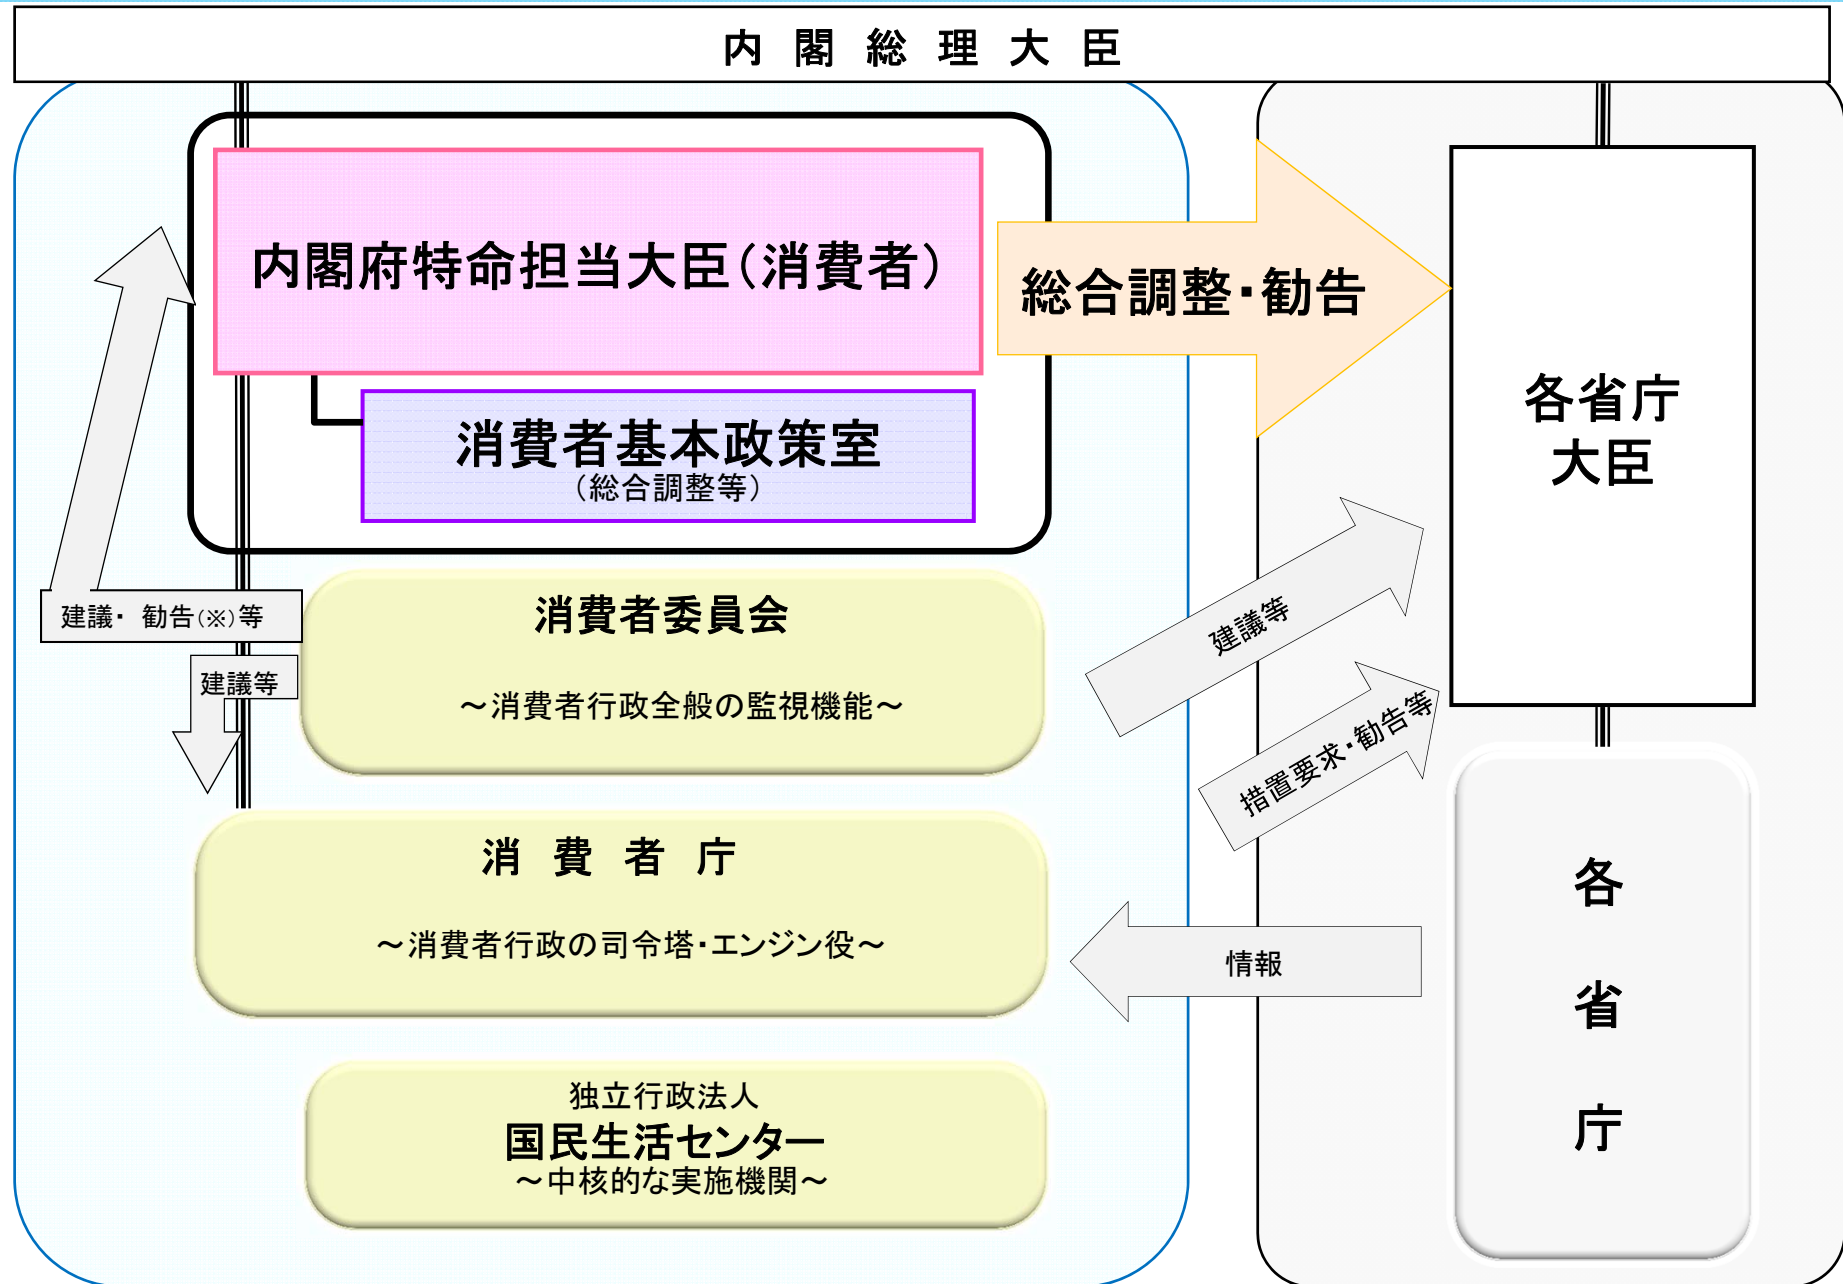 内閣総理大臣
内閣府特命担当大臣（消費者）
総合調整・勧告
消費者基本政策室
（総合調整等）
各省庁
大臣
建議・ 勧告（※）等
建議等
消費者委員会
～消費者行政全般の監視機能～
建議等
措置要求・勧告等
消費者庁
～消費者行政の司令塔・エンジン役～
情報
独立行政法人
国民生活センター
～中核的な実施機関～
各
省
庁